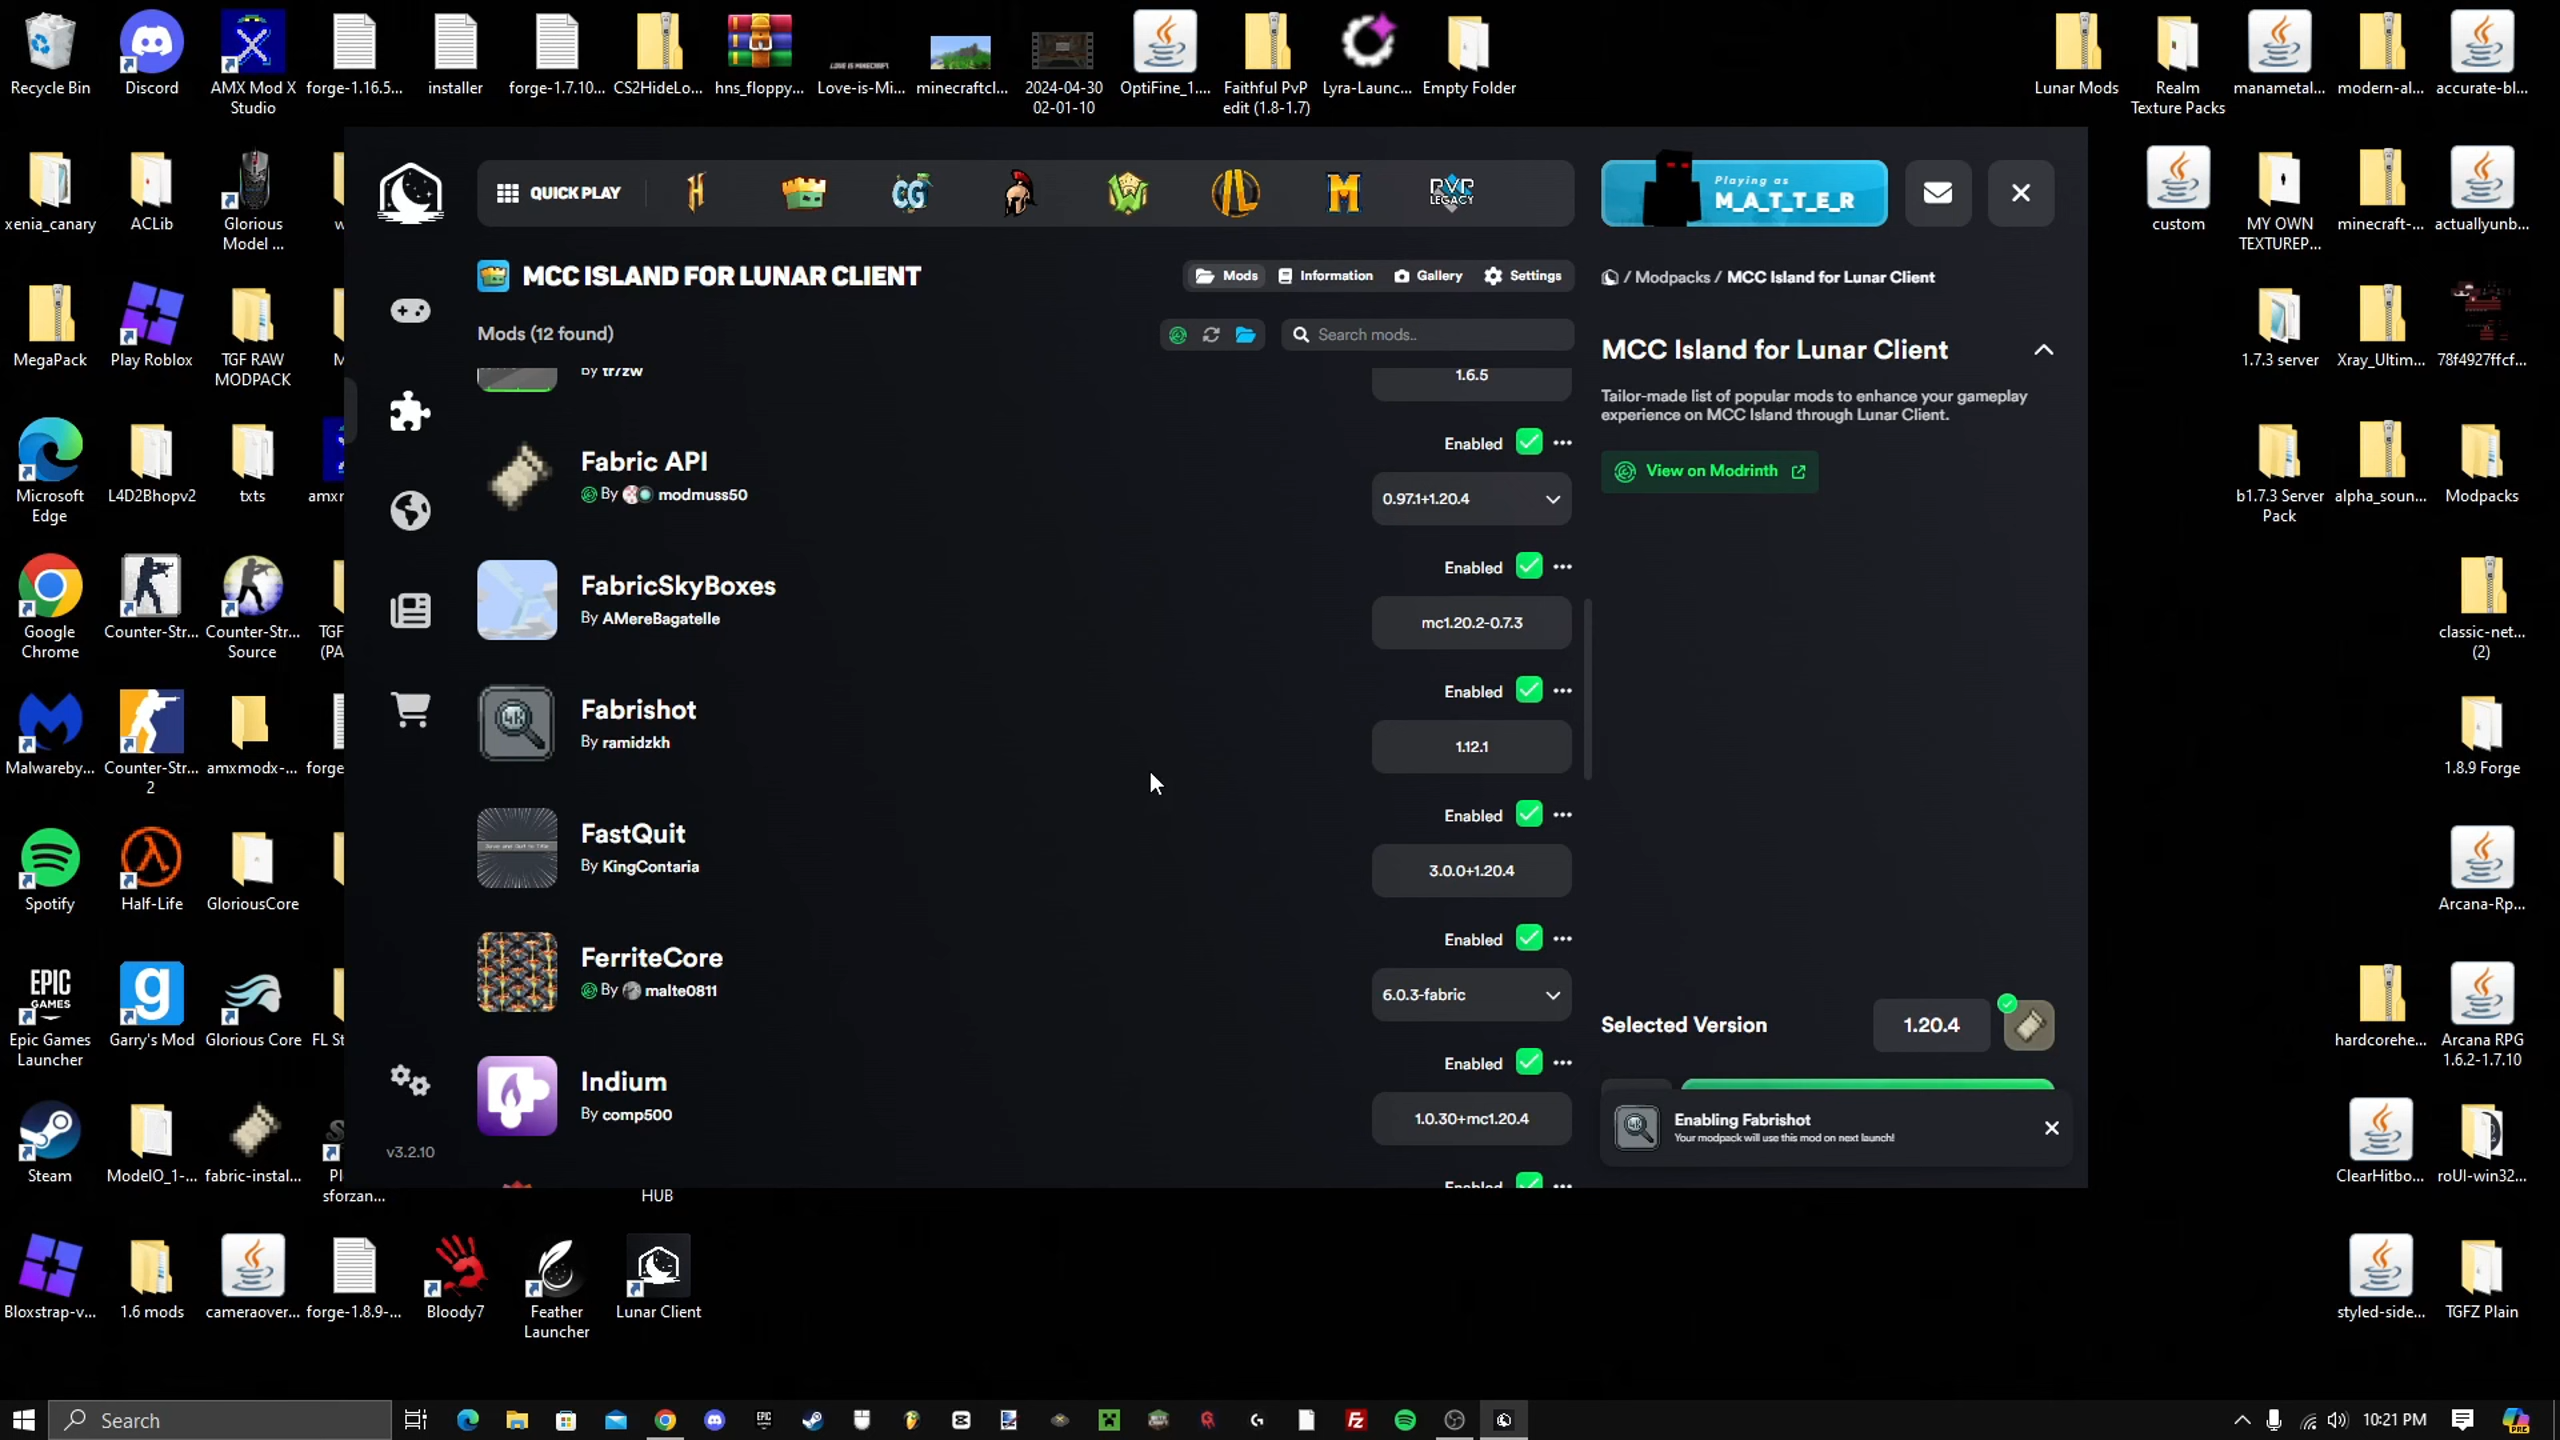 Recycle Bin
Discord
AMX Mod X
Studio
forge-1.16.5...
installer
forge-1.7.10...
CS2HideLo...
hns_floppy...
Love-is-Mi...
minecraftcl...
2024-04-30
02-01-10
OptiFine_1....
Faithful PvP
edit (1.8-1.7)
Lyra-Launc...
Empty Folder
Lunar Mods
Realm
Texture Packs
manametal...
modern-al...
accurate-bl...
xenia_canary
ACLib
Glorious
Model ...
custom
MY OWN
TEXTUREP...
minecraft-...
actuallyunb...
MegaPack
Play Roblox
TGF RAW
MODPACK
1.7.3 server
Xray_Ultim...
78f4927ffcf...
Microsoft
Edge
L4D2Bhopv2
txts
b1.7.3 Server
Pack
alpha_soun...
Modpacks
Google
Chrome
Counter-Str...
Counter-Str...
Source
classic-net...
(2)
Malwareby...
Counter-Str...
2
amxmodx-...
1.8.9 Forge
Spotify
Half-Life
GloriousCore
Arcana-Rp...
EPIC
GAMES
Epic Games
Launcher
Garry's Mod
Glorious Core
FL St
hardcorehe...
Arcana RPG
1.6.2-1.7.10
Steam
ModelO_1-...
fabric-instal...
sforzan...
HUB
ClearHitbo...
roUI-win32...
Bloxstrap-v...
1.6 mods
cameraover...
forge-1.8.9-...
Bloody7
Feather
Launcher
Lunar Client
styled-side...
TGFZ Plain
QUICK PLAY
CG
PVP
LEGACY
Playing as
M_A_T_T_E_R
MCC ISLAND FOR LUNAR CLIENT
Mods
Information
Gallery
Settings
/ Modpacks / MCC Island for Lunar Client
Mods (12 found)
Search mods..
By tr7zw
1.6.5
Fabric API
By modmuss50
Enabled
0.97.1+1.20.4
FabricSkyBoxes
By AMereBagatelle
Enabled
mc1.20.2-0.7.3
Fabrishot
By ramidzkh
Enabled
1.12.1
FastQuit
By KingContaria
Enabled
3.0.0+1.20.4
FerriteCore
By malte0811
Enabled
6.0.3-fabric
Indium
By comp500
Enabled
1.0.30+mc1.20.4
Enabled
MCC Island for Lunar Client
Tailor-made list of popular mods to enhance your gameplay
experience on MCC Island through Lunar Client.
View on Modrinth
Selected Version
1.20.4
Enabling Fabrishot
Your modpack will use this mod on next launch!
v3.2.10
Search
10:21 PM